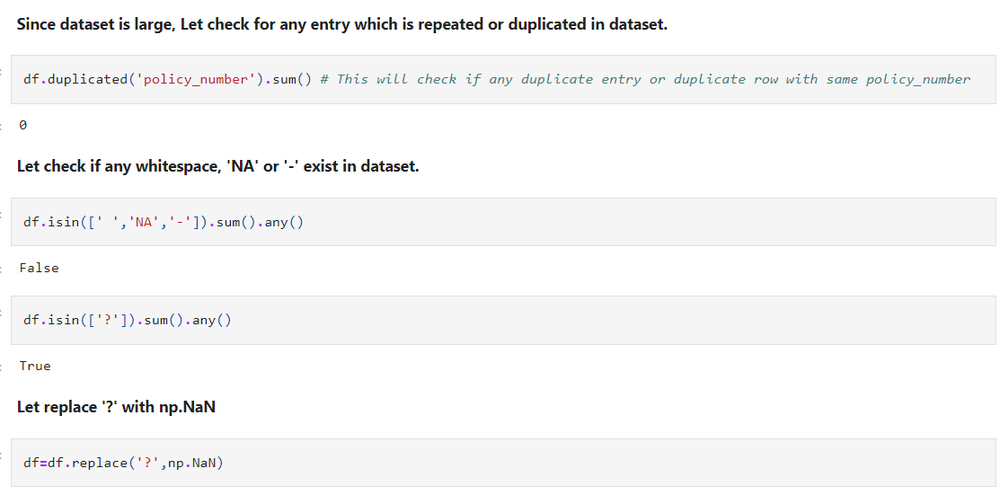 Since dataset is large, Let check for any entry which is repeated or duplicated in dataset.
df.duplicated('policy_number').sum() # This will check if any duplicate entry or duplicate row with same policy_number
0
Let check if any whitespace, 'NA' or '-' exist in dataset.
df.isin([' ','NA','-']).sum().any()
False
df.isin(['?']).sum().any()
True
Let replace '?' with np.NaN
df=df.replace('?',np.NaN)